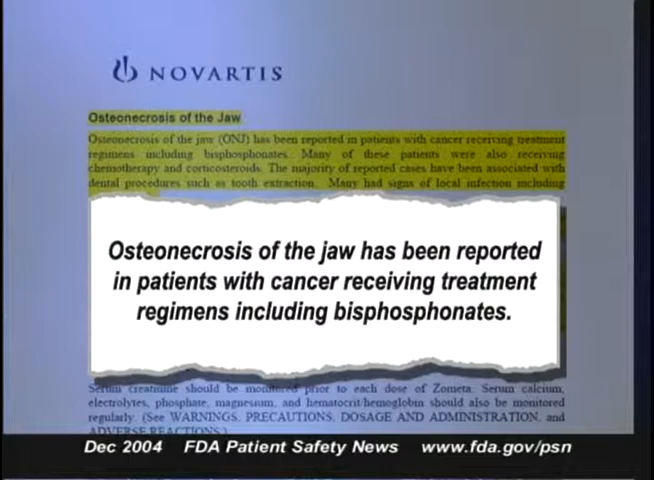 NOVARTIS
Osteonecrosis of the Jaw
Osteonecrosis of the jaw (ONJ) has been reported in patients with cancer receiving treatment
regimens including bisphosphonates. Many of these patients were also receiving
chemotherapy and corticosteroids. The majority of reported cases have been associated with
dental procedures such as tooth extraction. Many had signs of local infection including
Osteonecrosis of the jaw has been reported
in patients with cancer receiving treatment
regimens including bisphosphonates.
Serum creatinine should be monitored prior to each dose of Zometa. Serum calcium,
electrolytes, phosphate, magnesium, and hematocrit/hemoglobin should also be monitored
regularly. (See WARNINGS, PRECAUTIONS, DOSAGE AND ADMINISTRATION, and
ADVERSE REACTIONS.)
Dec 2004 FDA Patient Safety News www.fda.gov/psn